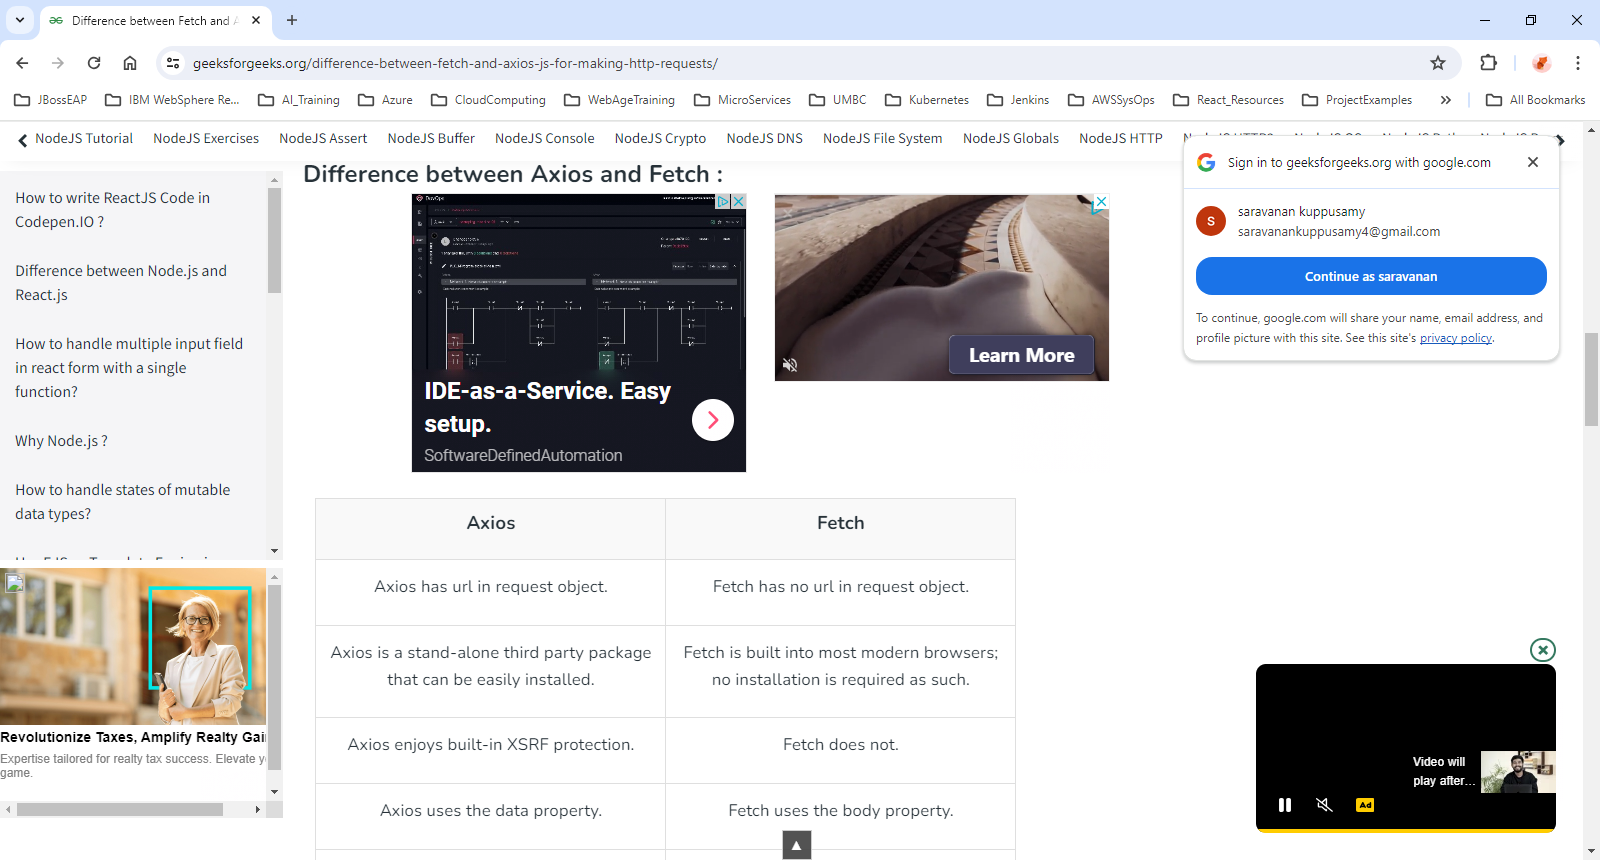 Difference between Fetch and A
geeksforgeeks.org/difference-between-fetch-and-axios-js-for-making-http-requests/
JBossEAP IBM WebSphere Re... AI_Training Azure CloudComputing WebAgeTraining MicroServices UMBC Kubernetes Jenkins AWSSysOps React_Resources ProjectExamples » All Bookmarks
NodeJS Tutorial NodeJS Exercises NodeJS Assert NodeJS Buffer NodeJS Console NodeJS Crypto NodeJS DNS NodeJS File System NodeJS Globals NodeJS HTTP
How to write ReactJS Code in
Codepen.IO ?
Difference between Node.js and
React.js
How to handle multiple input field
in react form with a single
function?
Why Node.js ?
How to handle states of mutable
data types?
Revolutionize Taxes, Amplify Realty Gai
Expertise tailored for realty tax success. Elevate y
game.
Difference between Axios and Fetch :
DevOps
IDE-as-a-Service. Easy
setup.
SoftwareDefinedAutomation
Learn More
Axios Fetch
Axios has url in request object. Fetch has no url in request object.
Axios is a stand-alone third party package Fetch is built into most modern browsers;
that can be easily installed. no installation is required as such.
Axios enjoys built-in XSRF protection. Fetch does not.
Axios uses the data property. Fetch uses the body property.
Sign in to geeksforgeeks.org with google.com
S
saravanan kuppusamy
saravanankuppusamy4@gmail.com
Continue as saravanan
To continue, google.com will share your name, email address, and
profile picture with this site. See this site's privacy policy.
Video will
play after...
Ad